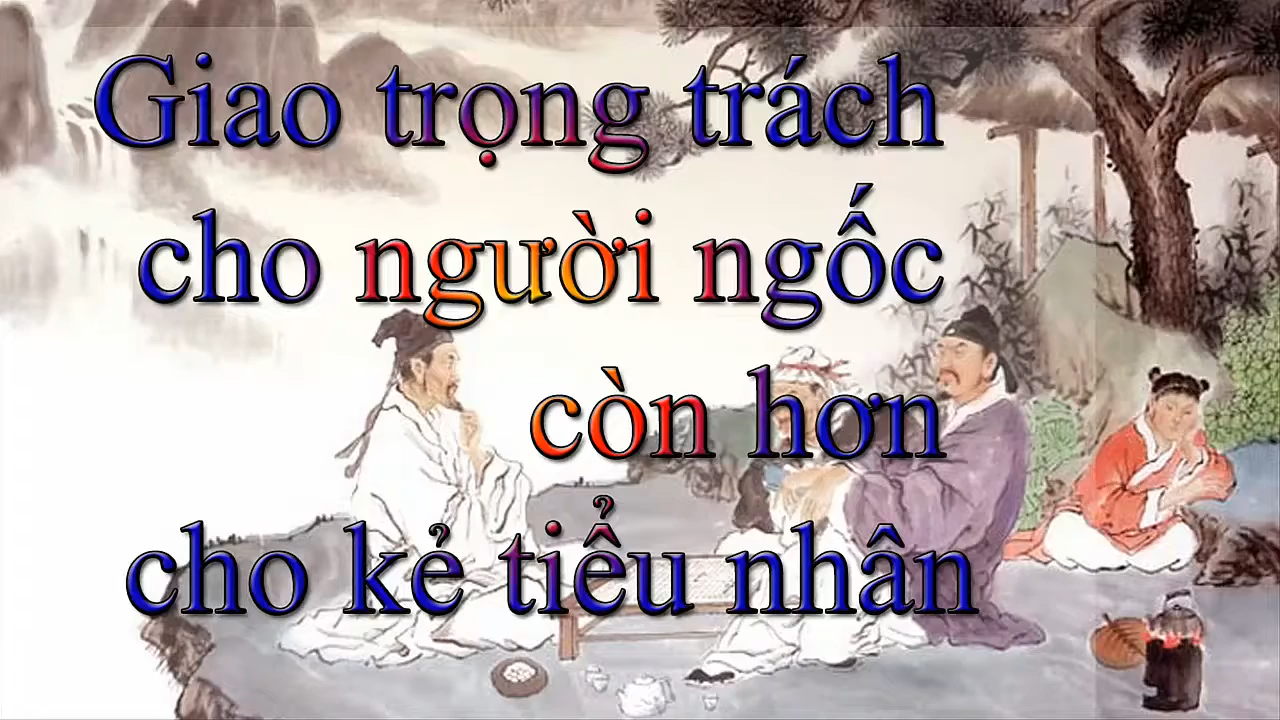 Giao trọng trách
cho người ngốc
còn hơn
cho kẻ tiểu nhân